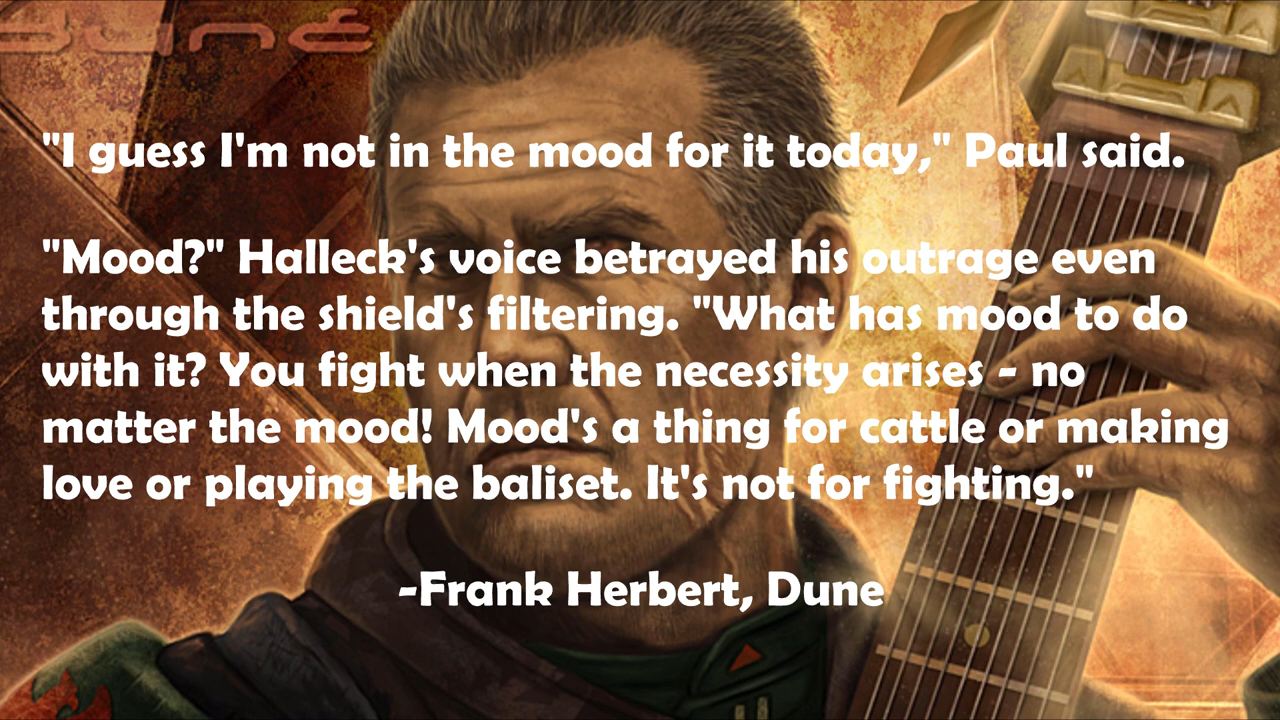 dune
"I guess I'm not in the mood for it today," Paul said.
"Mood?" Halleck's voice betrayed his outrage even
through the shield's filtering. "What has mood to do
with it? You fight when the necessity arises - no
matter the mood! Mood's a thing for cattle or making
love or playing the baliset. It's not for fighting."
-Frank Herbert, Dune